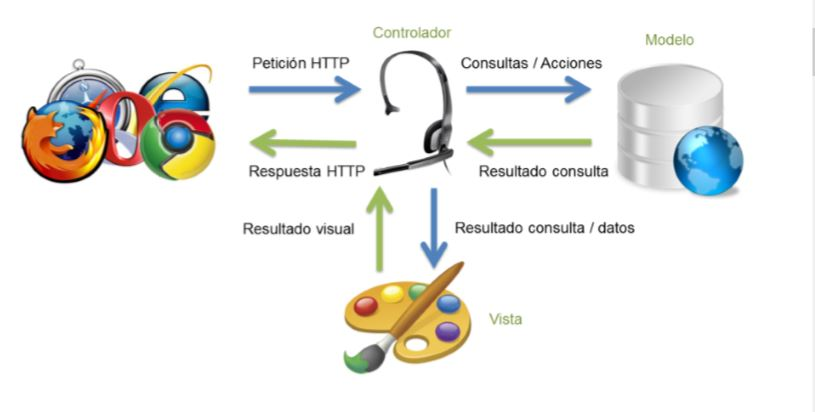 Controlador
Modelo
Petición HTTP
Consultas / Acciones
Respuesta HTTP
Resultado consulta
Resultado visual
Resultado consulta / datos
Vista